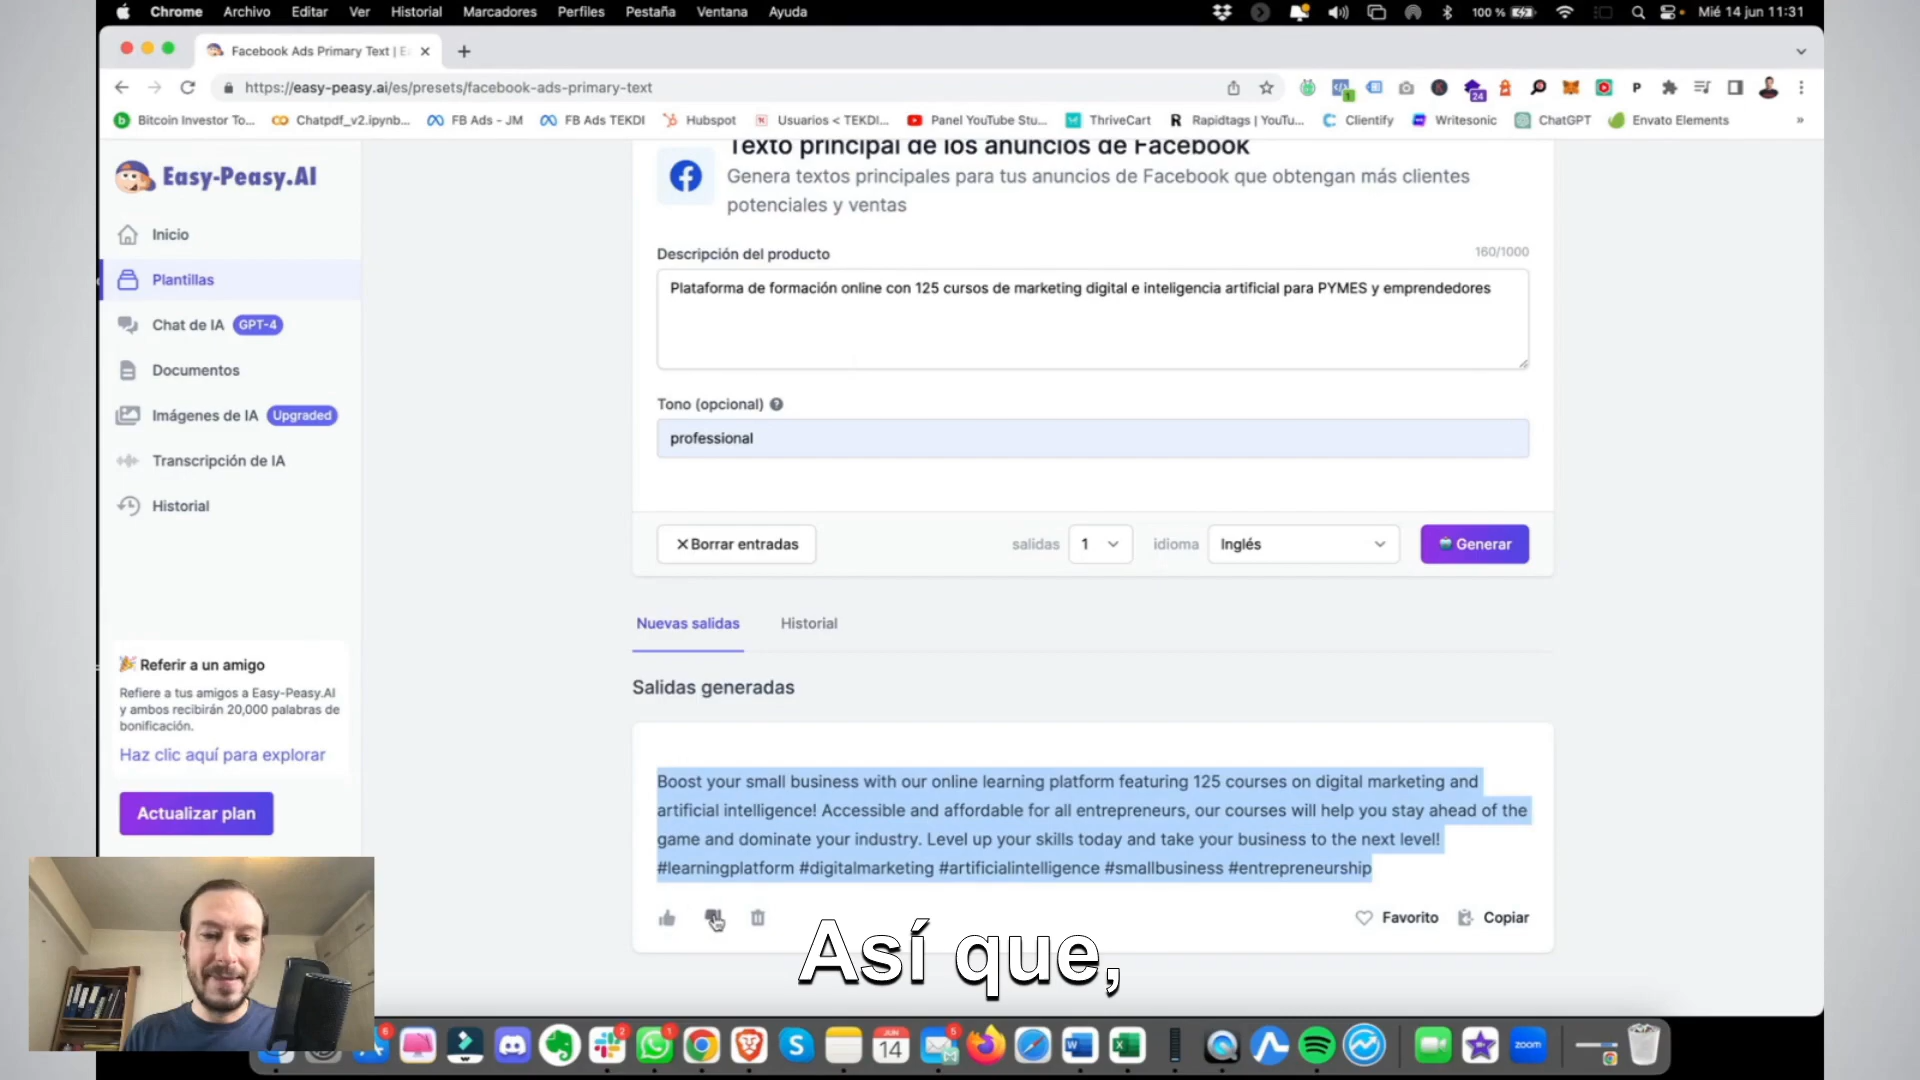 Chrome Archivo Editar Ver Historial Marcadores Perfiles Pestaña Ventana Ayuda 100 % Mié 14 jun 11:31
Facebook Ads Primary Text | E
https://easy-peasy.ai/es/presets/facebook-ads-primary-text
24
Bitcoin Investor To... Chatpdf_v2.ipynb... FB Ads - JM FB Ads TEKDI Hubspot Usuarios < TEKDI... Panel YouTube Stu... ThriveCart Rapidtags | YouTu... Clientify Writesonic ChatGPT Envato Elements »
Easy-Peasy.AI
Inicio
Plantillas
Chat de IA GPT-4
Documentos
Imágenes de IA Upgraded
Transcripción de IA
Historial
Referir a un amigo
Refiere a tus amigos a Easy-Peasy.AI
y ambos recibirán 20,000 palabras de
bonificación.
Haz clic aquí para explorar
Actualizar plan
Texto principal de los anuncios de Facebook
Genera textos principales para tus anuncios de Facebook que obtengan más clientes
potenciales y ventas
Descripción del producto 160/1000
Plataforma de formación online con 125 cursos de marketing digital e inteligencia artificial para PYMES y emprendedores
Tono (opcional)
professional
Borrar entradas salidas 1 idioma Inglés Generar
Nuevas salidas Historial
Salidas generadas
Boost your small business with our online learning platform featuring 125 courses on digital marketing and
artificial intelligence! Accessible and affordable for all entrepreneurs, our courses will help you stay ahead of the
game and dominate your industry. Level up your skills today and take your business to the next level!
#learningplatform #digitalmarketing #artificialintelligence #smallbusiness #entrepreneurship
Favorito Copiar
Así que,
6 2 1 JUN 14 5 zoom